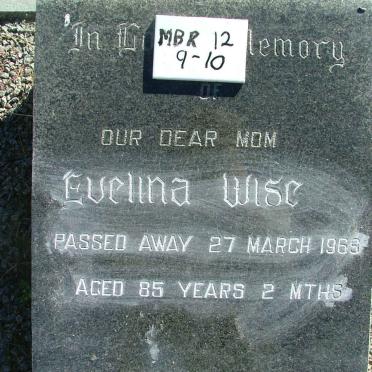 In Loving Memory
MBR 12
9-10
OF
OUR DEAR MOM
Evelina Wise
PASSED AWAY 27 MARCH
AGED 85 YEARS 2 MTHS